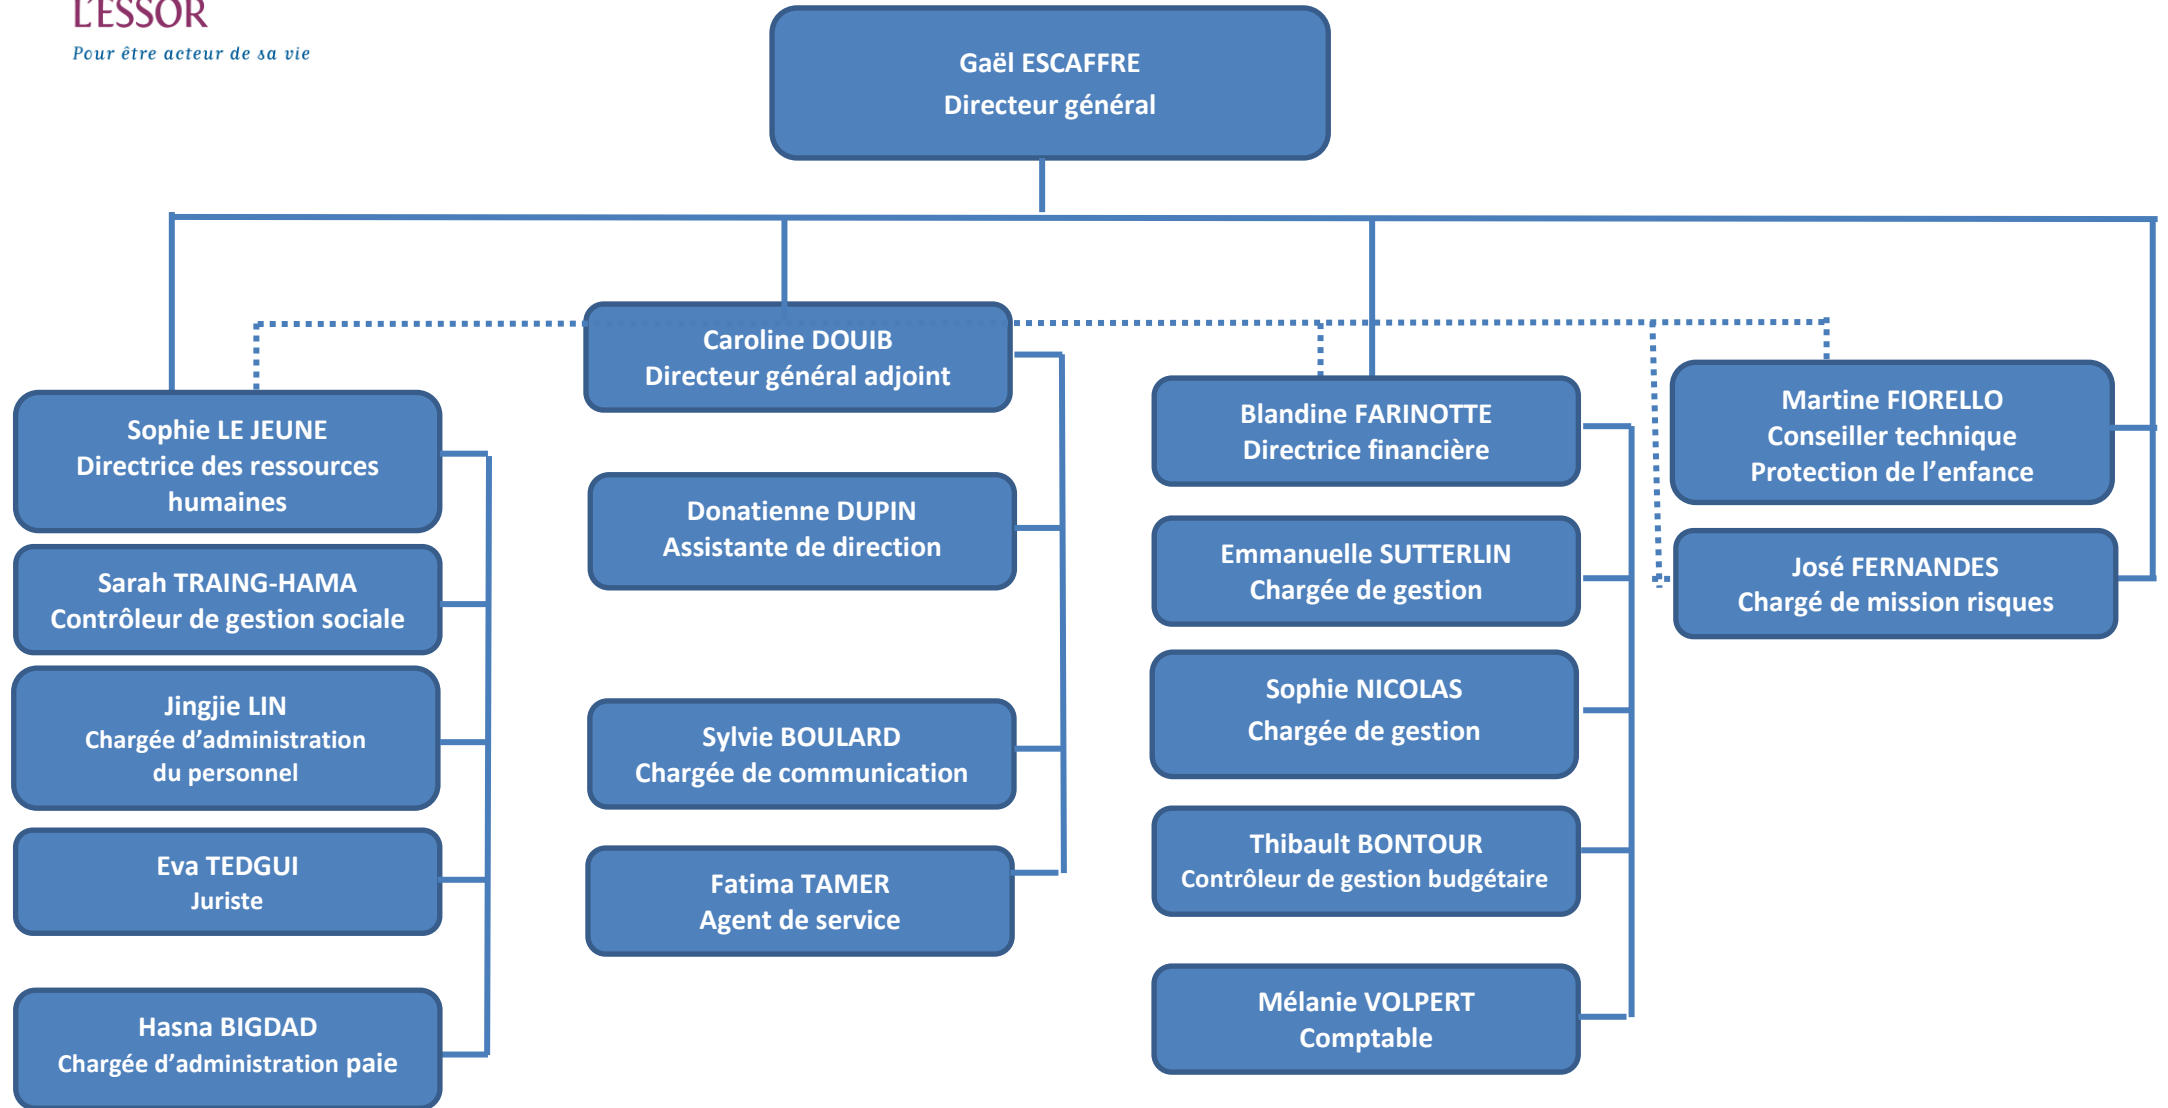 L'ESSOR
Pour être acteur de sa vie
Gaël ESCAFFRE
Directeur général
Caroline DOUIB
Directeur général adjoint
Sophie LE JEUNE
Directrice des ressources
humaines
Sarah TRAING-HAMA
Contrôleur de gestion sociale
Jingjie LIN
Chargée d’administration
du personnel
Eva TEDGUI
Juriste
Hasna BIGDAD
Chargée d’administration paie
Donatienne DUPIN
Assistante de direction
Sylvie BOULARD
Chargée de communication
Fatima TAMER
Agent de service
Blandine FARINOTTE
Directrice financière
Emmanuelle SUTTERLIN
Chargée de gestion
Sophie NICOLAS
Chargée de gestion
Thibault BONTOUR
Contrôleur de gestion budgétaire
Mélanie VOLPERT
Comptable
Martine FIORELLO
Conseiller technique
Protection de l’enfance
José FERNANDES
Chargé de mission risques